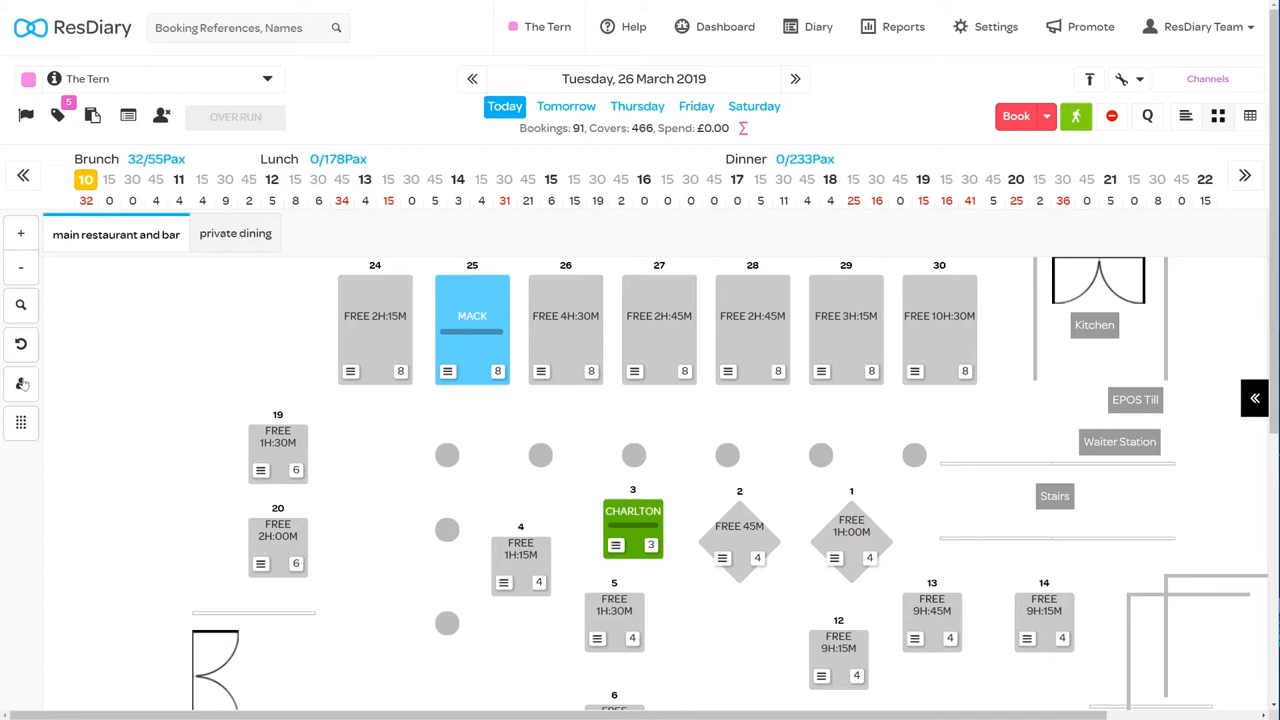 ResDiary
Booking References, Names
The Tern
Help
Dashboard
Diary
Reports
Settings
Promote
ResDiary Team
The Tern
Tuesday, 26 March 2019
Channels
5
OVER RUN
Today Tomorrow Thursday Friday Saturday
Bookings: 91, Covers: 466, Spend: £0.00 Σ
Book
Q
Brunch 32/55Pax Lunch 0/178Pax Dinner 0/233Pax
10 15 30 45 11 15 30 45 12 15 30 45 13 15 30 45 14 15 30 45 15 15 30 45 16 15 30 45 17 15 30 45 18 15 30 45 19 15 30 45 20 15 30 45 21 15 30 45 22
32 0 0 0 4 4 9 2 5 8 6 34 4 15 0 5 3 4 31 21 6 15 19 2 0 0 0 0 0 5 11 4 4 25 16 0 15 16 41 5 25 2 36 0 5 0 8 0 15
main restaurant and bar
private dining
+
-
24 25 26 27 28 29 30
FREE 2H:15M
MACK
FREE 4H:30M
FREE 2H:45M
FREE 2H:45M
FREE 3H:15M
FREE 10H:30M
8 8 8 8 8 8 8
Kitchen
EPOS Till
Waiter Station
Stairs
19
FREE
1H:30M
6
20
FREE
2H:00M
6
4
FREE
1H:15M
4
3
CHARLTON
3
2
FREE 45M
4
1
FREE
1H:00M
4
5
FREE
1H:30M
4
13
FREE
9H:45M
4
14
FREE
9H:15M
4
12
FREE
9H:15M
4
6